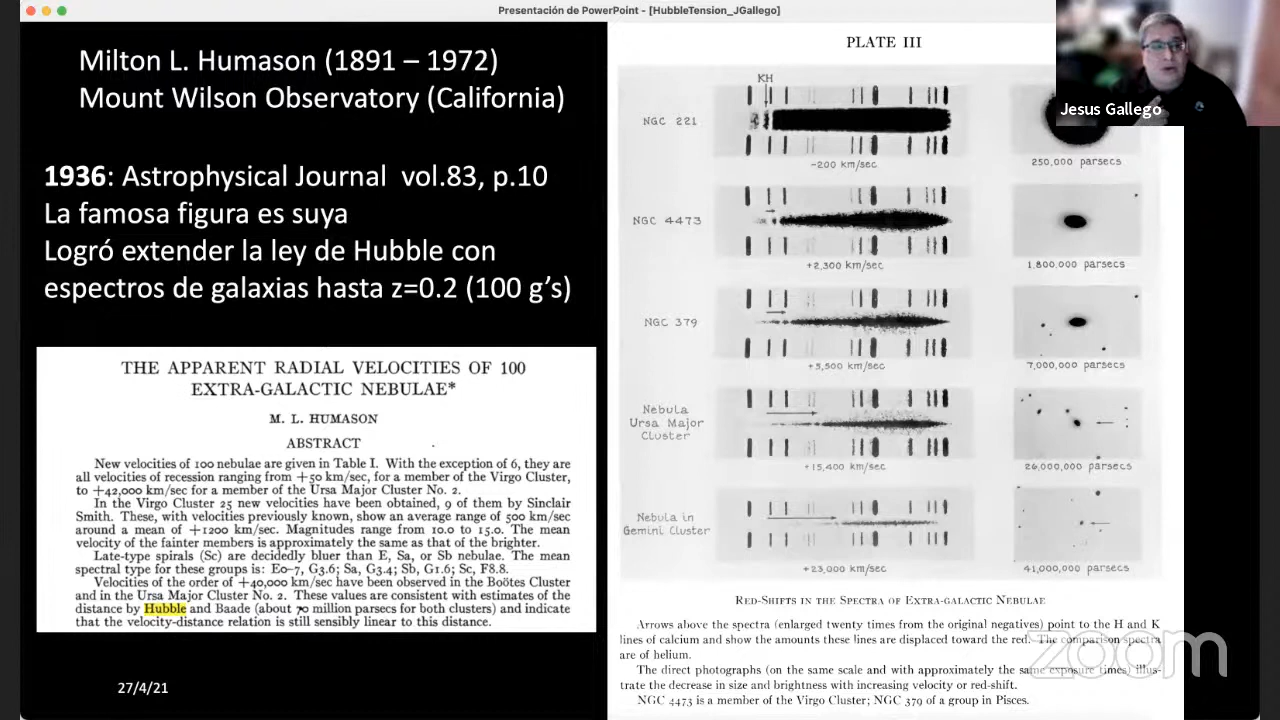 Presentación de PowerPoint - [HubbleTension_JGallego]
Milton L. Humason (1891 – 1972)
Mount Wilson Observatory (California)
1936: Astrophysical Journal vol.83, p.10
La famosa figura es suya
Logró extender la ley de Hubble con
espectros de galaxias hasta z=0.2 (100 g’s)
THE APPARENT RADIAL VELOCITIES OF 100
EXTRA-GALACTIC NEBULAE*
M. L. HUMASON
ABSTRACT
New velocities of 100 nebulae are given in Table I. With the exception of 6, they are
all velocities of recession ranging from +50 km/sec, for a member of the Virgo Cluster,
to +42,000 km/sec for a member of the Ursa Major Cluster No. 2.
In the Virgo Cluster 25 new velocities have been obtained, 9 of them by Sinclair
Smith. These, with velocities previously known, show an average range of 500 km/sec
around a mean of +1200 km/sec. Magnitudes range from 10.0 to 15.0. The mean
velocity of the fainter members is approximately the same as that of the brighter.
Late-type spirals (Sc) are decidedly bluer than E, Sa, or Sb nebulae. The mean
spectral type for these groups is: E0–7, G3.6; Sa, G3.4; Sb, G1.6; Sc, F8.8.
Velocities of the order of +40,000 km/sec have been observed in the Boötes Cluster
and in the Ursa Major Cluster No. 2. These values are consistent with estimates of the
distance by Hubble and Baade (about 70 million parsecs for both clusters) and indicate
that the velocity-distance relation is still sensibly linear to this distance.
27/4/21
PLATE III
Jesus Gallego
KH
NGC 221
-200 km/sec
250,000 parsecs
NGC 4473
+2,300 km/sec
1,800,000 parsecs
NGC 379
+5,500 km/sec
7,000,000 parsecs
Nebula
Ursa Major
Cluster
+15,400 km/sec
26,000,000 parsecs
Nebula in
Gemini Cluster
+23,000 km/sec
41,000,000 parsecs
RED-SHIFTS IN THE SPECTRA OF EXTRA-GALACTIC NEBULAE
Arrows above the spectra (enlarged twenty times from the original negatives) point to the H and K
lines of calcium and show the amounts these lines are displaced toward the red. The comparison spectra
are of helium.
The direct photographs (on the same scale and with approximately the same exposure times) illus-
trate the decrease in size and brightness with increasing velocity or red-shift.
NGC 4473 is a member of the Virgo Cluster; NGC 379 of a group in Pisces.
zoom